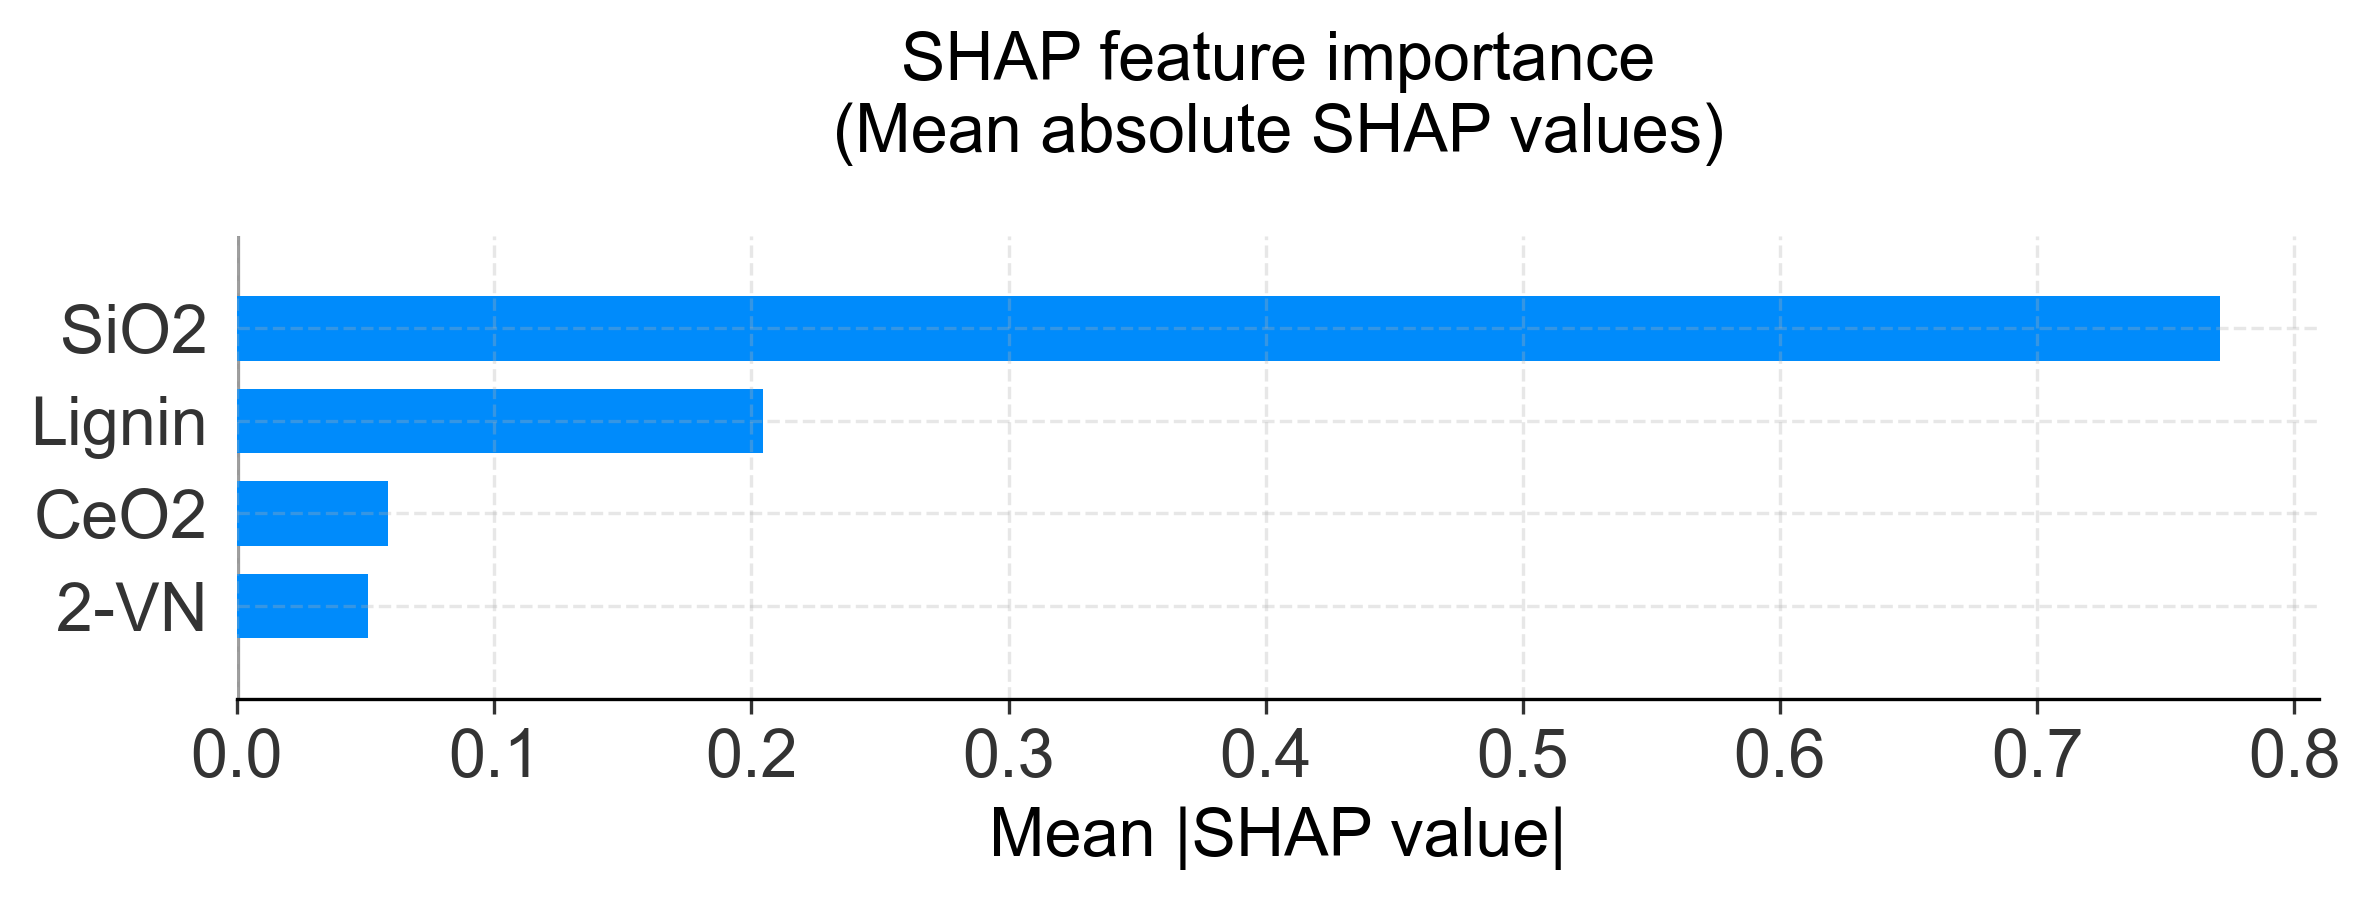 SHAP feature importance
(Mean absolute SHAP values)
SiO2
Lignin
CeO2
2-VN
0.0 0.1 0.2 0.3 0.4 0.5 0.6 0.7 0.8
Mean |SHAP value|